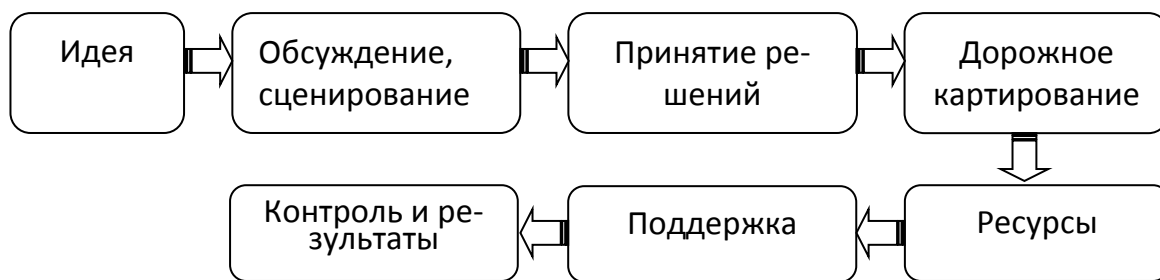 Идея
Обсуждение,
сценирование
Принятие ре-
шений
Дорожное
картирование
Ресурсы
Поддержка
Контроль и ре-
зультаты